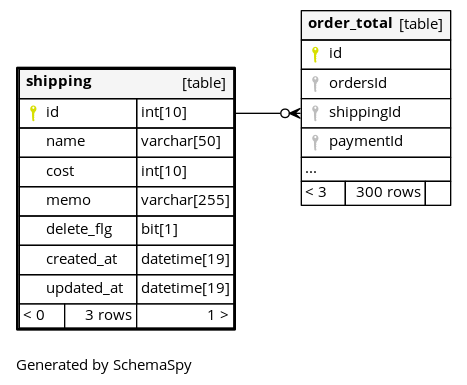 order_total [table]
id
ordersId
shippingId
paymentId
...
< 3 300 rows
shipping [table]
id int[10]
name varchar[50]
cost int[10]
memo varchar[255]
delete_flg bit[1]
created_at datetime[19]
updated_at datetime[19]
< 0 3 rows 1 >
Generated by SchemaSpy